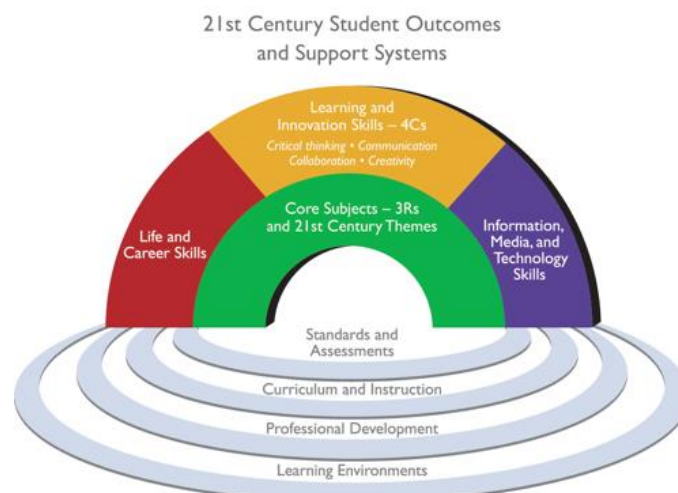 21st Century Student Outcomes
and Support Systems
Learning and
Innovation Skills – 4Cs
Critical thinking • Communication
Collaboration • Creativity
Core Subjects – 3Rs
and 21st Century Themes
Life and
Career Skills
Information,
Media, and
Technology
Skills
Standards and
Assessments
Curriculum and Instruction
Professional Development
Learning Environments